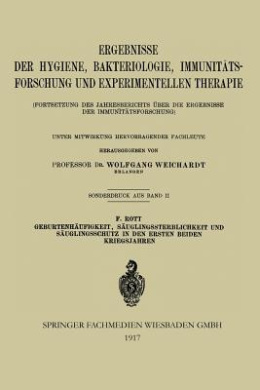 ERGEBNISSE
DER HYGIENE, BAKTERIOLOGIE, IMMUNITÄTS-
FORSCHUNG UND EXPERIMENTELLEN THERAPIE
(FORTSETZUNG DES JAHRESBERICHTS ÜBER DIE ERGEBNISSE
DER IMMUNITÄTSFORSCHUNG)
UNTER MITWIRKUNG HERVORRAGENDER FACHLEUTE
HERAUSGEGEBEN VON
PROFESSOR DR. WOLFGANG WEICHARDT
ERLANGEN
SONDERDRUCK AUS BAND II
F. ROTT
GEBURTENHÄUFIGKEIT, SÄUGLINGSSTERBLICHKEIT UND
SÄUGLINGSSCHUTZ IN DEN ERSTEN BEIDEN
KRIEGSJAHREN
SPRINGER FACHMEDIEN WIESBADEN GMBH
1917